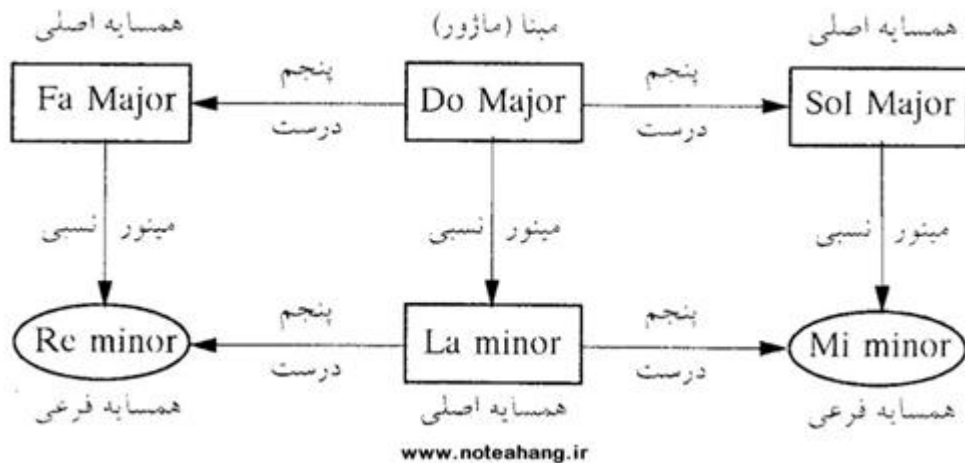 همسایه اصلی
مبنا (ماژور)
همسایه اصلی
Fa Major
پنجم
درست
Do Major
پنجم
درست
Sol Major
مینور نسبی
مینور نسبی
مینور نسبی
Re minor
پنجم
درست
La minor
پنجم
درست
Mi minor
همسایه فرعی
همسایه اصلی
همسایه فرعی
www.noteahang.ir